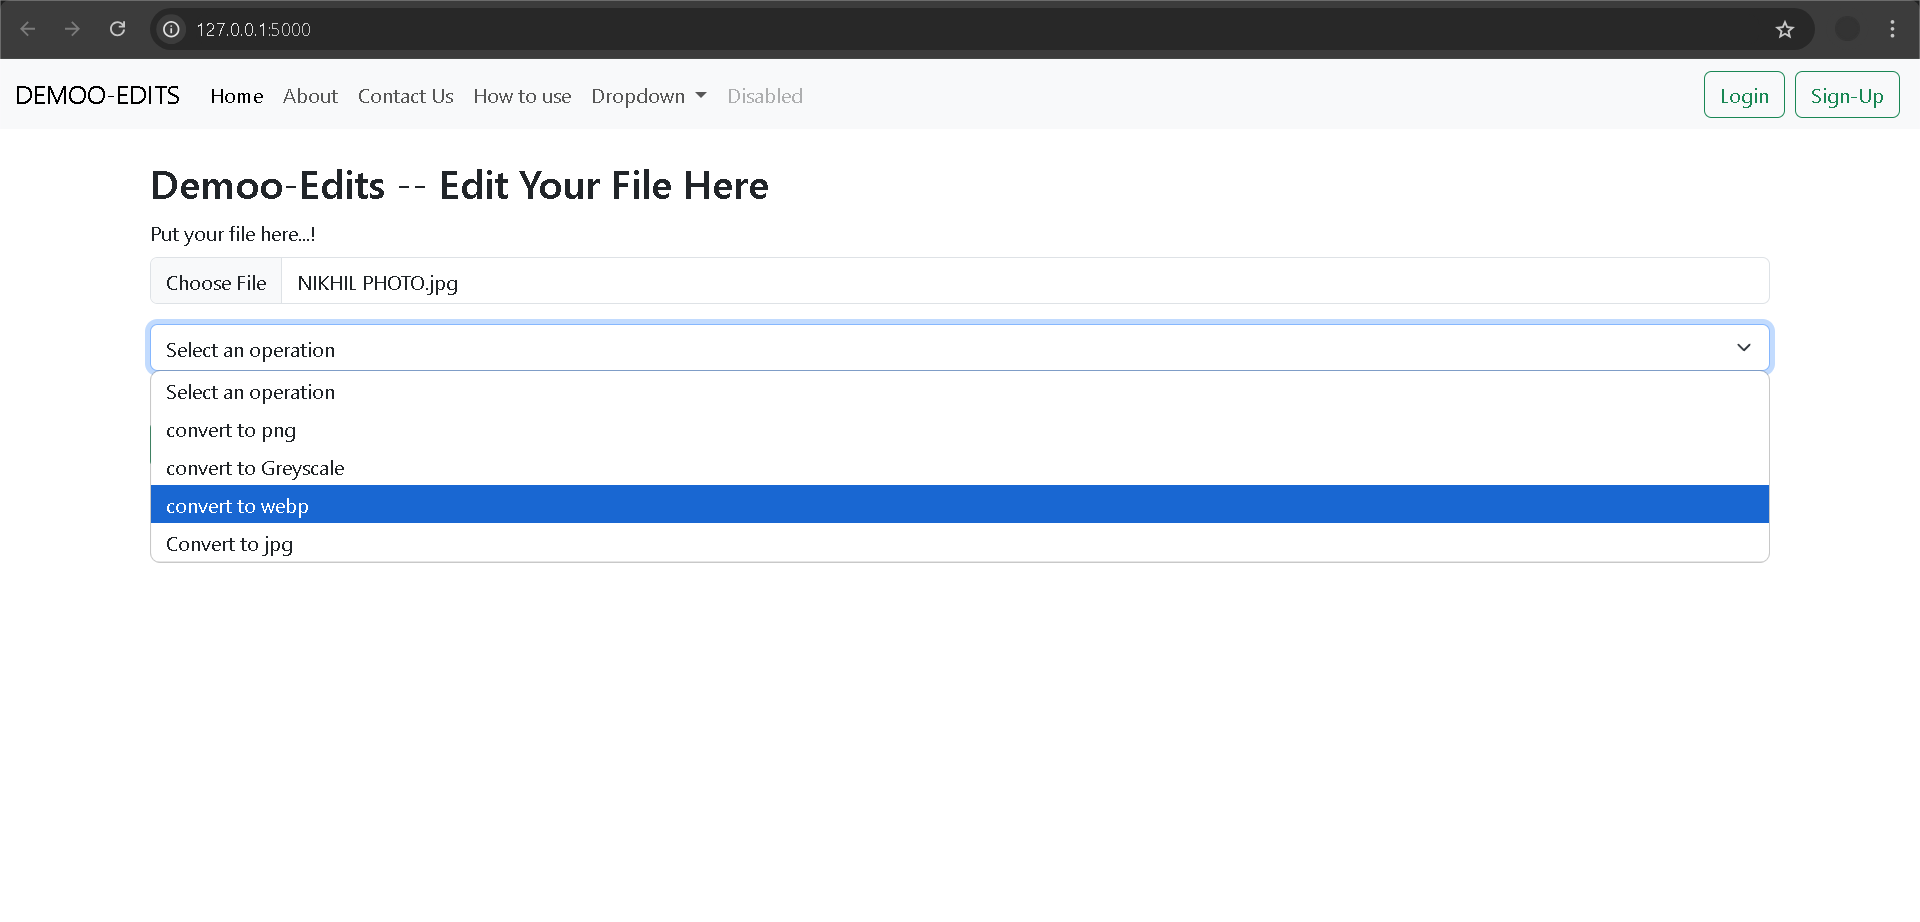 127.0.0.1:5000
DEMOO-EDITS Home About Contact Us How to use Dropdown Disabled Login Sign-Up
Demoo-Edits -- Edit Your File Here
Put your file here...!
Choose File NIKHIL PHOTO.jpg
Select an operation
Select an operation
convert to png
convert to Greyscale
convert to webp
Convert to jpg